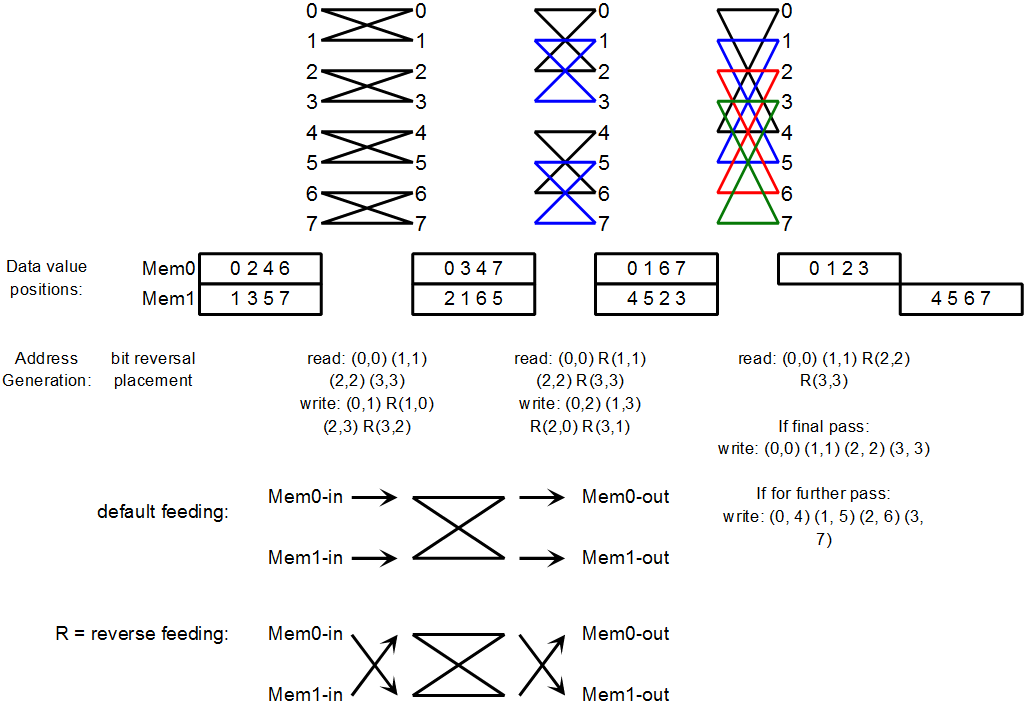 0 0 0 0
1 1 1 1
2 2 2 2
3 3 3 3
4 4 4 4
5 5 5 5
6 6 6 6
7 7 7 7
Data value
positions:
Mem0 0 2 4 6 0 3 4 7 0 1 6 7 0 1 2 3
Mem1 1 3 5 7 2 1 6 5 4 5 2 3 4 5 6 7
Address
Generation:
bit reversal
placement
read: (0,0) (1,1)
(2,2) (3,3)
write: (0,1) R(1,0)
(2,3) R(3,2)
read: (0,0) R(1,1)
(2,2) R(3,3)
write: (0,2) (1,3)
R(2,0) R(3,1)
read: (0,0) (1,1) R(2,2)
R(3,3)
If final pass:
write: (0,0) (1,1) (2, 2) (3, 3)
If for further pass:
write: (0, 4) (1, 5) (2, 6) (3,
7)
default feeding:
Mem0-in Mem0-out
Mem1-in Mem1-out
R = reverse feeding:
Mem0-in Mem0-out
Mem1-in Mem1-out